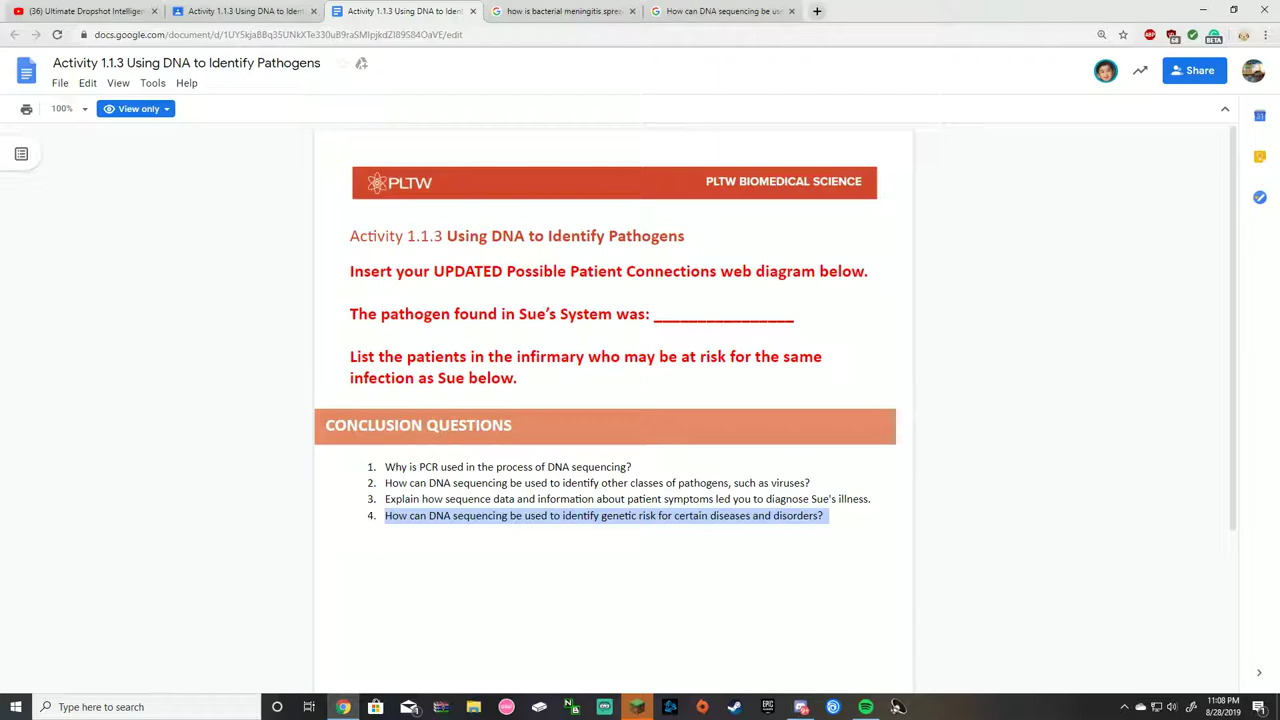 (36) Ultimate Dropshot Intelligenc
Activity 1.1.3 Using DNA to Ident
Activity 1.1.3 Using DNA to Ident
how is bacterial meningitis spre
How can DNA sequencing be use
docs.google.com/document/d/1UY5kjaBBq35UNkXTe330uB9raSMIpjkdZI89S84OaVE/edit
Activity 1.1.3 Using DNA to Identify Pathogens
File Edit View Tools Help
Share
100% View only
PLTW PLTW BIOMEDICAL SCIENCE
Activity 1.1.3 Using DNA to Identify Pathogens
Insert your UPDATED Possible Patient Connections web diagram below.
The pathogen found in Sue's System was: ________________
List the patients in the infirmary who may be at risk for the same
infection as Sue below.
CONCLUSION QUESTIONS
1. Why is PCR used in the process of DNA sequencing?
2. How can DNA sequencing be used to identify other classes of pathogens, such as viruses?
3. Explain how sequence data and information about patient symptoms led you to diagnose Sue's illness.
4. How can DNA sequencing be used to identify genetic risk for certain diseases and disorders?
Type here to search
11:08 PM
8/28/2019